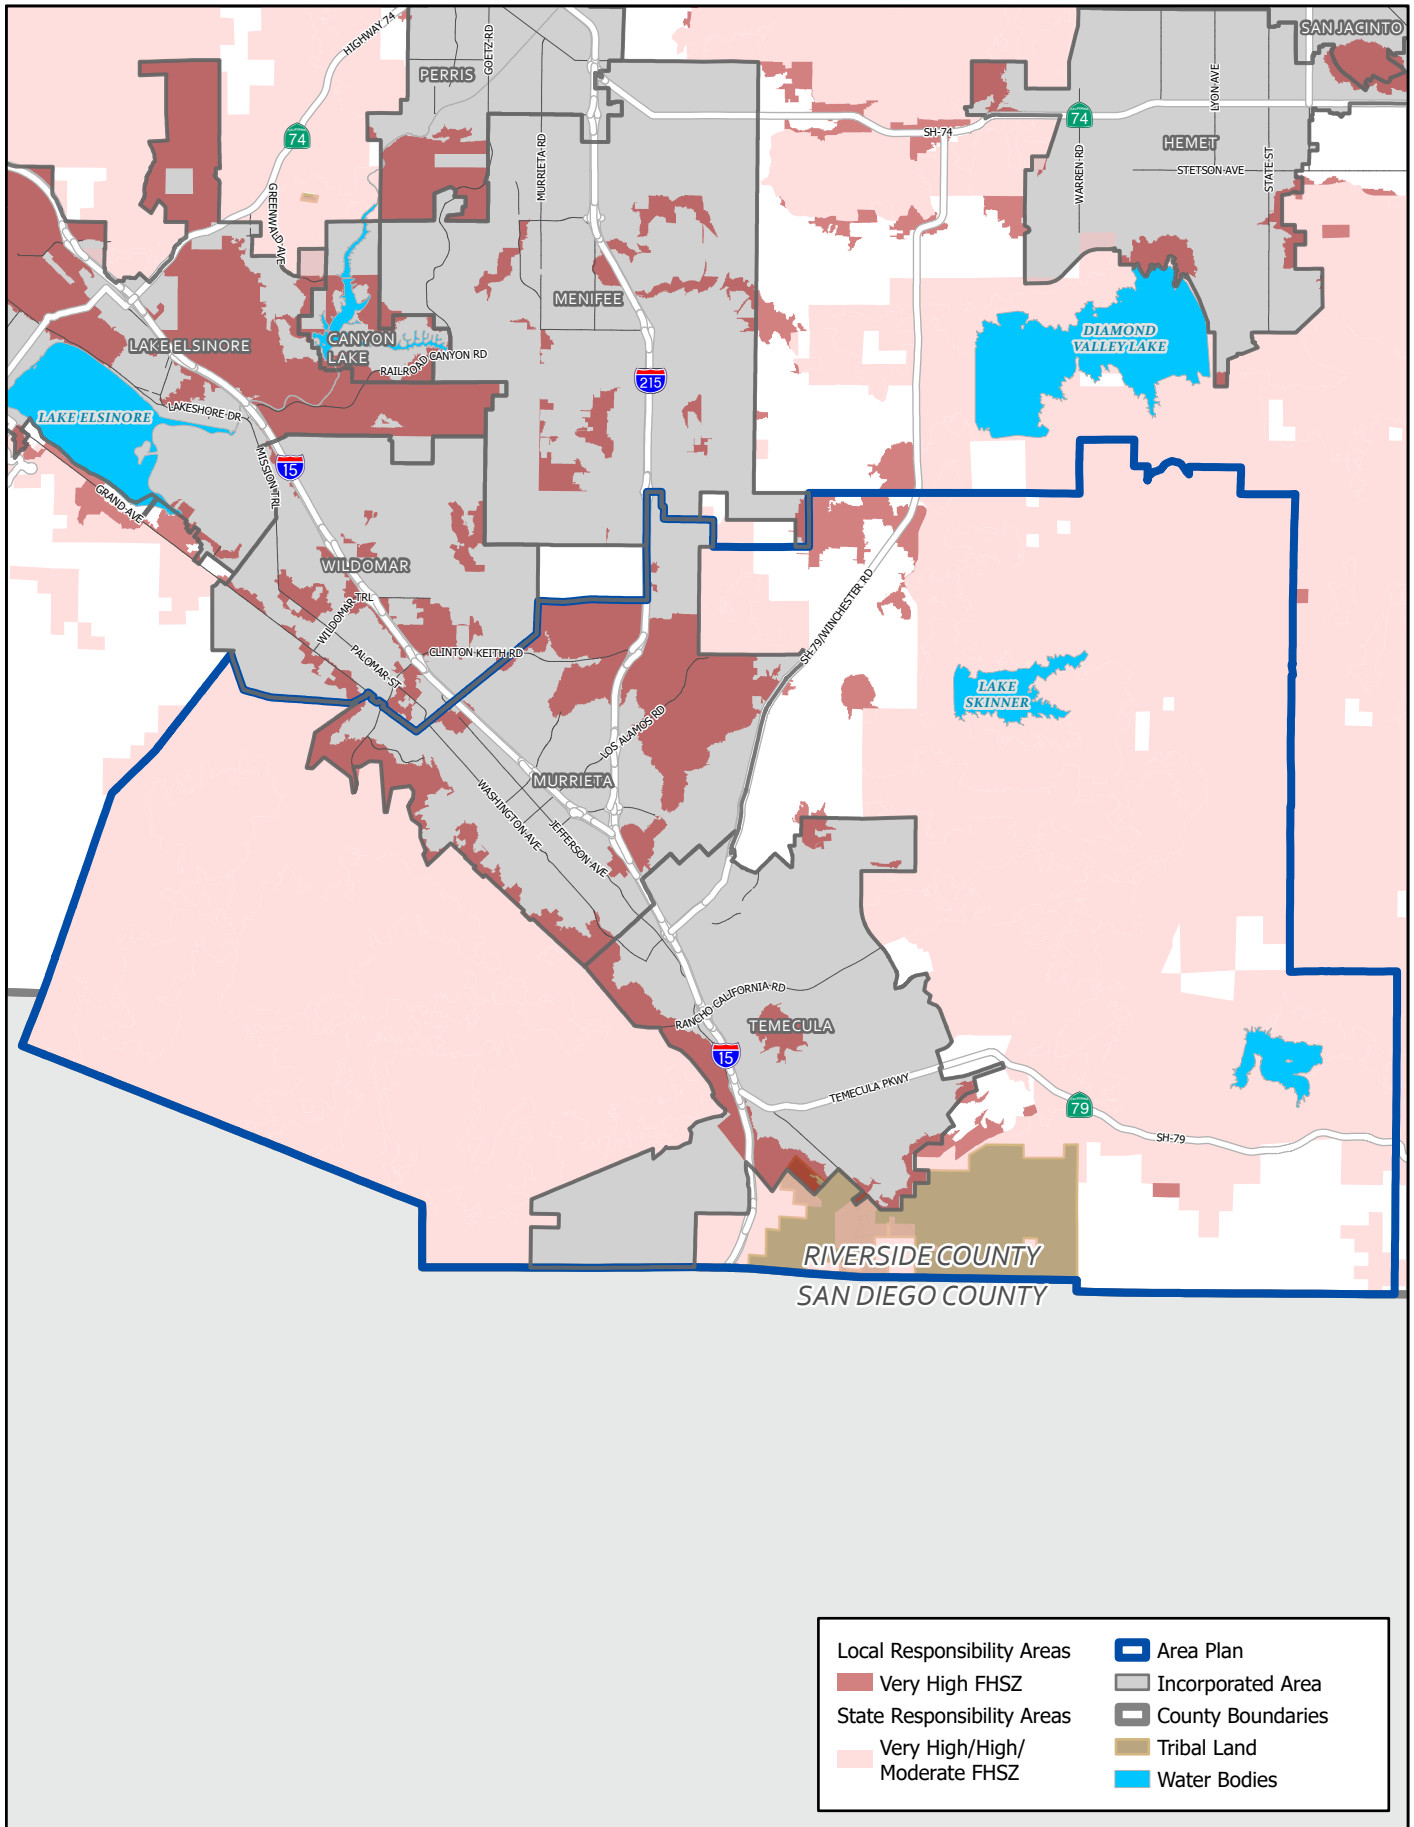 SAN JACINTO
HIGHWAY 74
GOETZ RD
PERRIS
LYON AVE
CALIFORNIA
74
CALIFORNIA
74
SH-74
HEMET
MURRIETA RD
WARREN RD
STETSON AVE
STATE ST
GREENWALD AVE
MENIFEE
LAKE ELSINORE
CANYON
LAKE
RAILROAD CANYON RD
DIAMOND
VALLEY LAKE
215
LAKE ELSINORE
LAKESHORE DR
MISSION TRL
15
GRAND AVE
WILDOMAR
WILDOMAR TRL
SH-79/WINCHESTER RD
CLINTON KEITH RD
PALOMAR ST
LAKE
SKINNER
LOS ALAMOS RD
MURRIETA
WASHINGTON AVE
JEFFERSON AVE
RANCHO CALIFORNIA RD
TEMECULA
15
TEMECULA PKWY
CALIFORNIA
79
SH-79
RIVERSIDE COUNTY
SAN DIEGO COUNTY
Local Responsibility Areas
Very High FHSZ
State Responsibility Areas
Very High/High/
Moderate FHSZ
Area Plan
Incorporated Area
County Boundaries
Tribal Land
Water Bodies